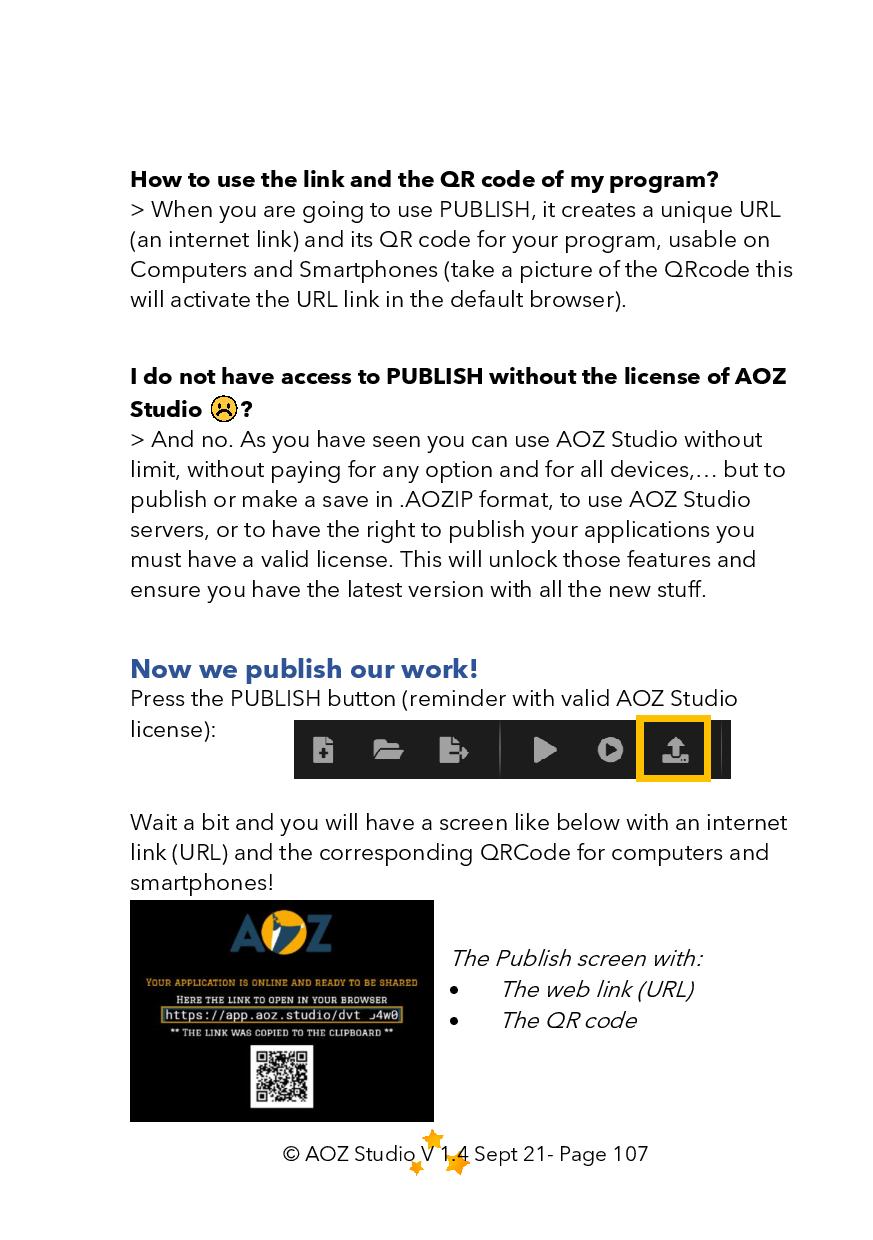 How to use the link and the QR code of my program?
> When you are going to use PUBLISH, it creates a unique URL
(an internet link) and its QR code for your program, usable on
Computers and Smartphones (take a picture of the QRcode this
will activate the URL link in the default browser).
I do not have access to PUBLISH without the license of AOZ
Studio ☹?
> And no. As you have seen you can use AOZ Studio without
limit, without paying for any option and for all devices,… but to
publish or make a save in .AOZIP format, to use AOZ Studio
servers, or to have the right to publish your applications you
must have a valid license. This will unlock those features and
ensure you have the latest version with all the new stuff.
Now we publish our work!
Press the PUBLISH button (reminder with valid AOZ Studio
license):
Wait a bit and you will have a screen like below with an internet
link (URL) and the corresponding QRCode for computers and
smartphones!
AOZ
YOUR APPLICATION IS ONLINE AND READY TO BE SHARED
HERE THE LINK TO OPEN IN YOUR BROWSER
https://app.aoz.studio/dvt
** THE LINK WAS COPIED TO THE CLIPBOARD **
The Publish screen with:
• The web link (URL)
• The QR code
© AOZ Studio V 1.4 Sept 21- Page 107